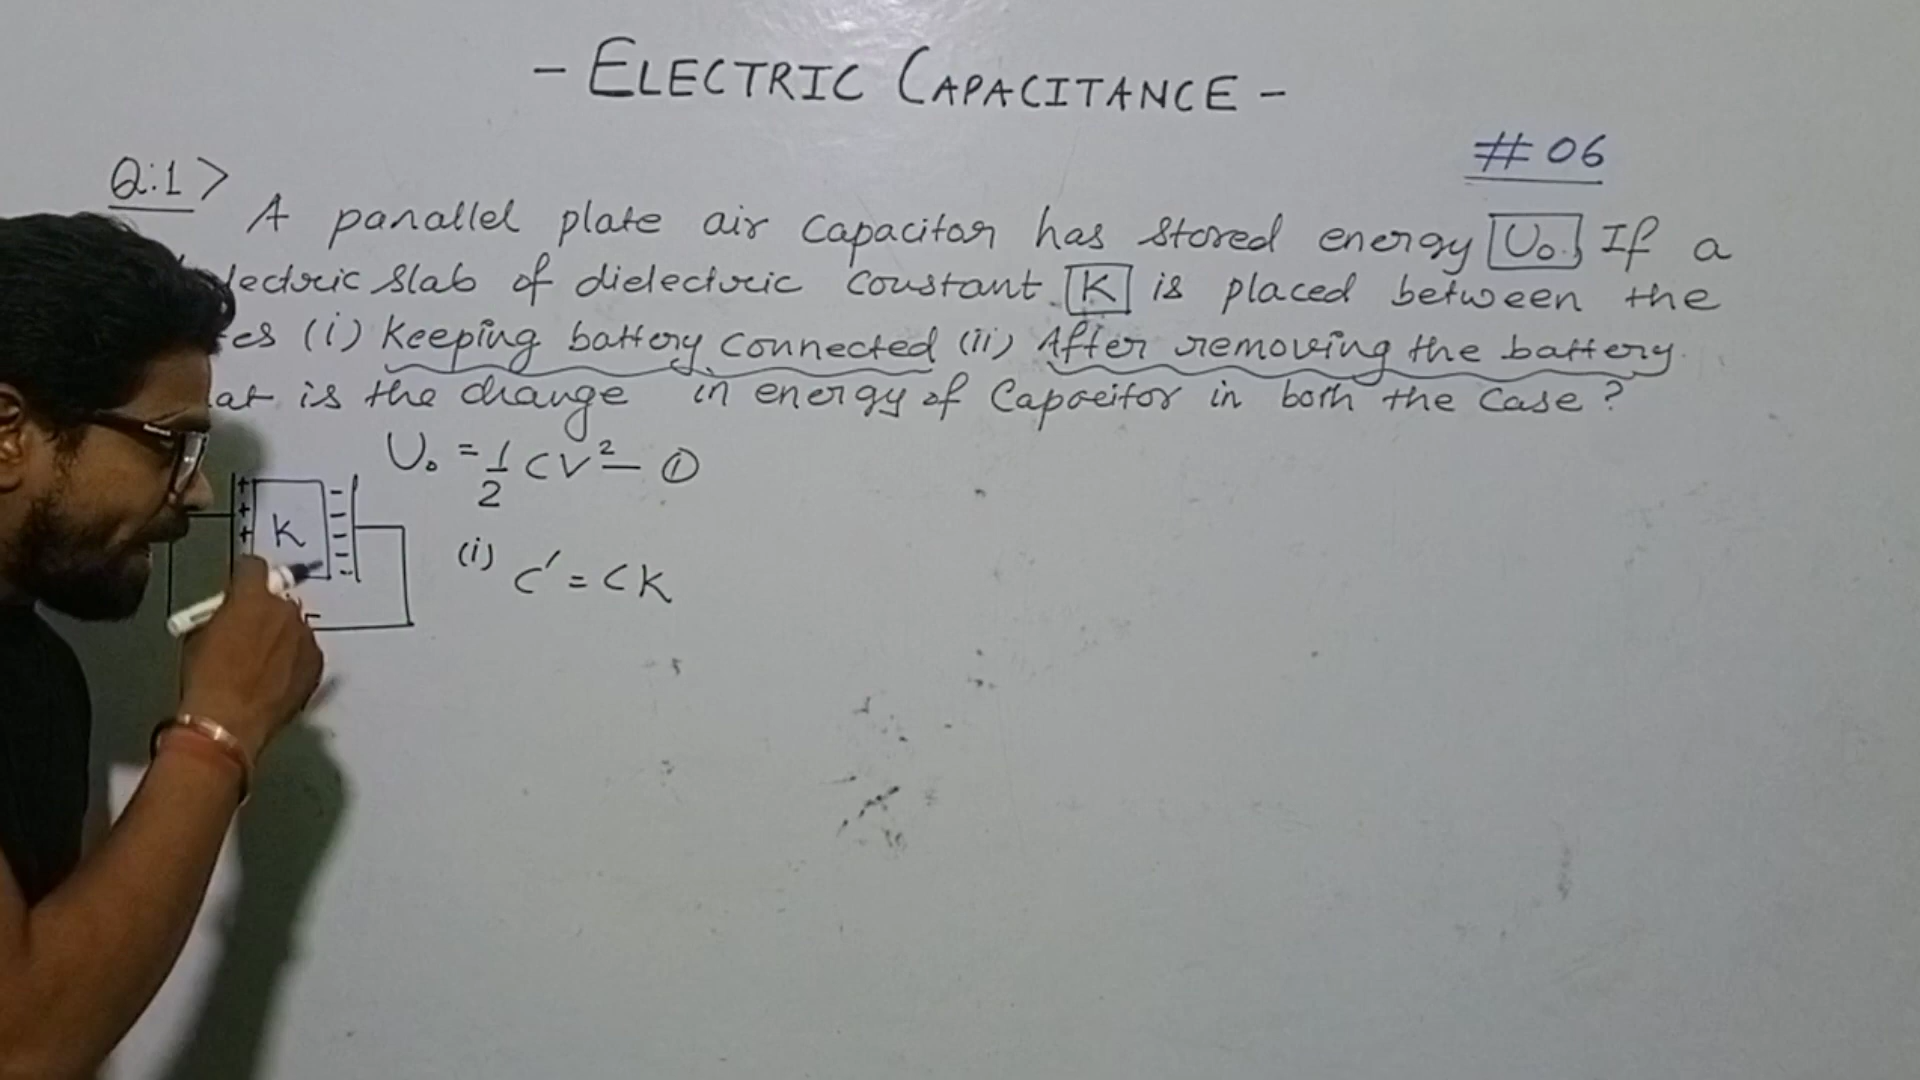 - ELECTRIC CAPACITANCE -
# 06
Q:1>
A parallel plate air capacitor has stored energy U₀. If a
lectric slab of dielectric constant K is placed between the
es (i) Keeping battery connected (ii) After removing the battery.
at is the change in energy of Capacitor in both the Case ?
U₀ = 1/2 CV² — ①
+ + + K - - - - -
(i) C' = CK